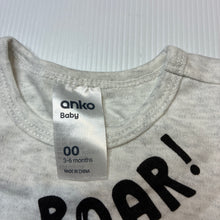 anko
Baby
00
3-6 months
MADE IN CHINA
ROAR!